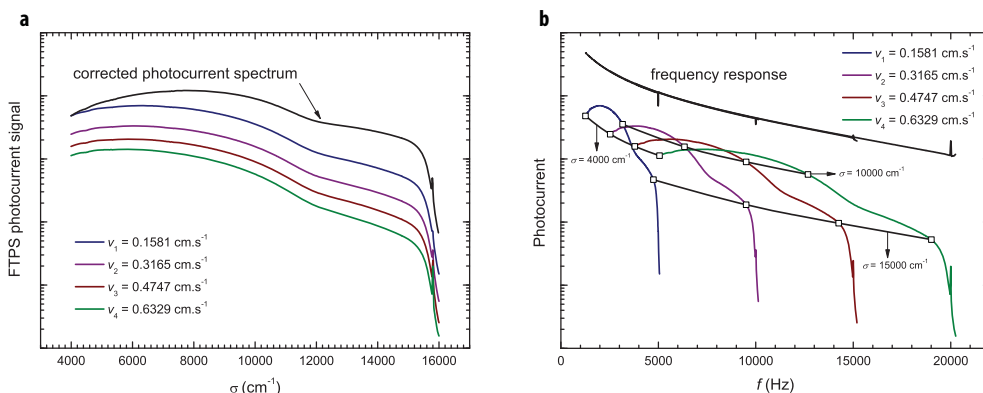 a
FTPS photocurrent signal
corrected photocurrent spectrum
v1 = 0.1581 cm.s-1
v2 = 0.3165 cm.s-1
v3 = 0.4747 cm.s-1
v4 = 0.6329 cm.s-1
4000 6000 8000 10000 12000 14000 16000
σ (cm-1)
b
Photocurrent
frequency response
v1 = 0.1581 cm.s-1
v2 = 0.3165 cm.s-1
v3 = 0.4747 cm.s-1
v4 = 0.6329 cm.s-1
σ = 4000 cm-1
σ = 10000 cm-1
σ = 15000 cm-1
0 5000 10000 15000 20000
f (Hz)